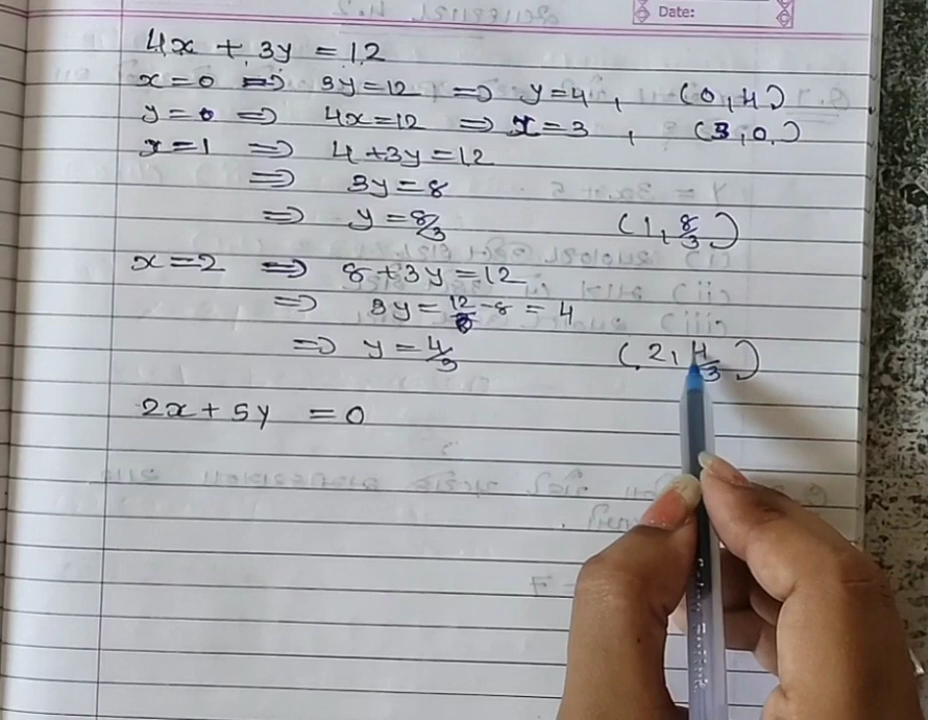 Date:
4x + 3y = 12
x = 0 ⇒ 3y = 12 ⇒ y = 4, (0, 4)
y = 0 ⇒ 4x = 12 ⇒ x = 3, (3, 0)
x = 1 ⇒ 4 + 3y = 12
⇒ 3y = 8
⇒ y = 8/3 (1, 8/3)
x = 2 ⇒ 8 + 3y = 12
⇒ 3y = 12 - 8 = 4
⇒ y = 4/3 (2, 4/3)
2x + 5y = 0